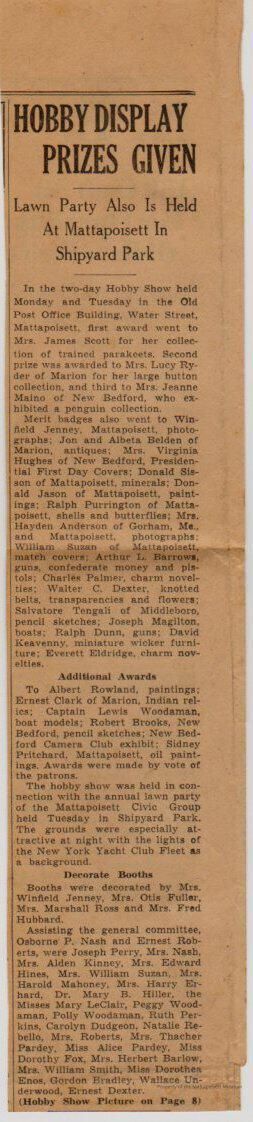 HOBBY DISPLAY
PRIZES GIVEN
Lawn Party Also Is Held
At Mattapoisett In
Shipyard Park
In the two-day Hobby Show held
Monday and Tuesday in the Old
Post Office Building, Water Street,
Mattapoisett, first award went to
Mrs. James Scott for her collec-
tion of trained parakeets. Second
prize was awarded to Mrs. Lucy Ry-
der of Marion for her large button
collection, and third to Mrs. Jeanne
Maino of New Bedford, who ex-
hibited a penguin collection.
Merit badges also went to Win-
field Jenney, Mattapoisett, photo-
graphs; Jon and Albeta Belden of
Marion, antiques; Mrs. Virginia
Hughes of New Bedford, Presiden-
tial First Day Covers; Donald Sis-
son of Mattapoisett, minerals; Don-
ald Jason of Mattapoisett, paint-
ings; Ralph Purrington of Matta-
poisett, shells and butterflies; Mrs.
Hayden Anderson of Gorham, Me.,
and Mattapoisett, photographs;
William Suzan of Mattapoisett,
match covers; Arthur L. Barrows,
guns, confederate money and pis-
tols; Charles Palmer, charm novel-
ties; Walter C. Dexter, knotted
belts, transparencies and flowers;
Salvatore Tengali of Middleboro,
pencil sketches; Joseph Magilton,
boats; Ralph Dunn, guns; David
Keavenny, miniature wicker furni-
ture; Everett Eldridge, charm nov-
elties.
Additional Awards
To Albert Rowland, paintings;
Ernest Clark of Marion, Indian rel-
ics; Captain Lewis Woodaman,
boat models; Robert Brooks, New
Bedford, pencil sketches; New Bed-
ford Camera Club exhibit; Sidney
Pritchard, Mattapoisett, oil paint-
ings. Awards were made by vote of
the patrons.
The hobby show was held in con-
nection with the annual lawn party
of the Mattapoisett Civic Group
held Tuesday in Shipyard Park.
The grounds were especially at-
tractive at night with the lights of
the New York Yacht Club Fleet as
a background.
Decorate Booths
Booths were decorated by Mrs.
Winfield Jenney, Mrs. Otis Fuller,
Mrs. Marshall Ross and Mrs. Fred
Hubbard.
Assisting the general committee,
Osborne P. Nash and Ernest Rob-
erts, were Joseph Perry, Mrs. Nash,
Mrs. Alden Kinney, Mrs. Edward
Hines, Mrs. William Suzan, Mrs.
Harold Mahoney, Mrs. Harry Er-
hard, Dr. Mary B. Hiller, the
Misses Mary LeClair, Peggy Wood-
aman, Polly Woodaman, Ruth Per-
kins, Carolyn Dudgeon, Natalie Re-
bello, Mrs. Roberts, Mrs. Thacher
Pardey, Miss Alice Pardey, Miss
Dorothy Fox, Mrs. Herbert Barlow,
Mrs. William Smith, Miss Dorothea
Enos, Gordon Bradley, Wallace Un-
derwood, Ernest Dexter.
Property of the Mattapoisett Museum
(Hobby Show Picture on Page 8)